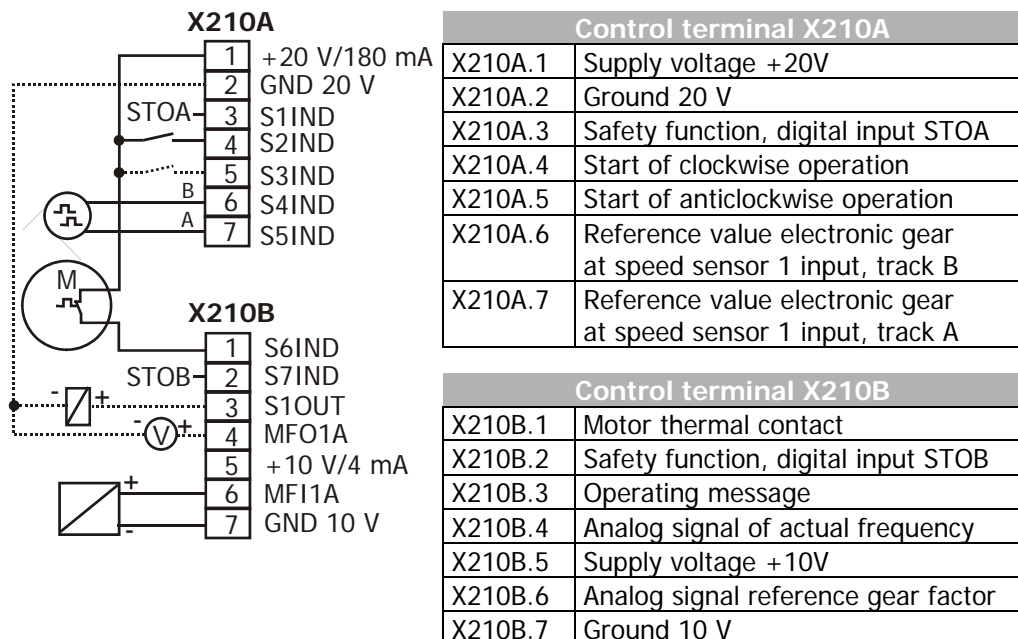 X210A
1 +20 V/180 mA
2 GND 20 V
STOA 3 S1IND
4 S2IND
5 S3IND
B 6 S4IND
A 7 S5IND
M
X210B
1 S6IND
STOB 2 S7IND
- + 3 S1OUT
- V + 4 MFO1A
5 +10 V/4 mA
+ 6 MFI1A
- 7 GND 10 V
Control terminal X210A
X210A.1 Supply voltage +20V
X210A.2 Ground 20 V
X210A.3 Safety function, digital input STOA
X210A.4 Start of clockwise operation
X210A.5 Start of anticlockwise operation
X210A.6 Reference value electronic gear
at speed sensor 1 input, track B
X210A.7 Reference value electronic gear
at speed sensor 1 input, track A
Control terminal X210B
X210B.1 Motor thermal contact
X210B.2 Safety function, digital input STOB
X210B.3 Operating message
X210B.4 Analog signal of actual frequency
X210B.5 Supply voltage +10V
X210B.6 Analog signal reference gear factor
X210B.7 Ground 10 V